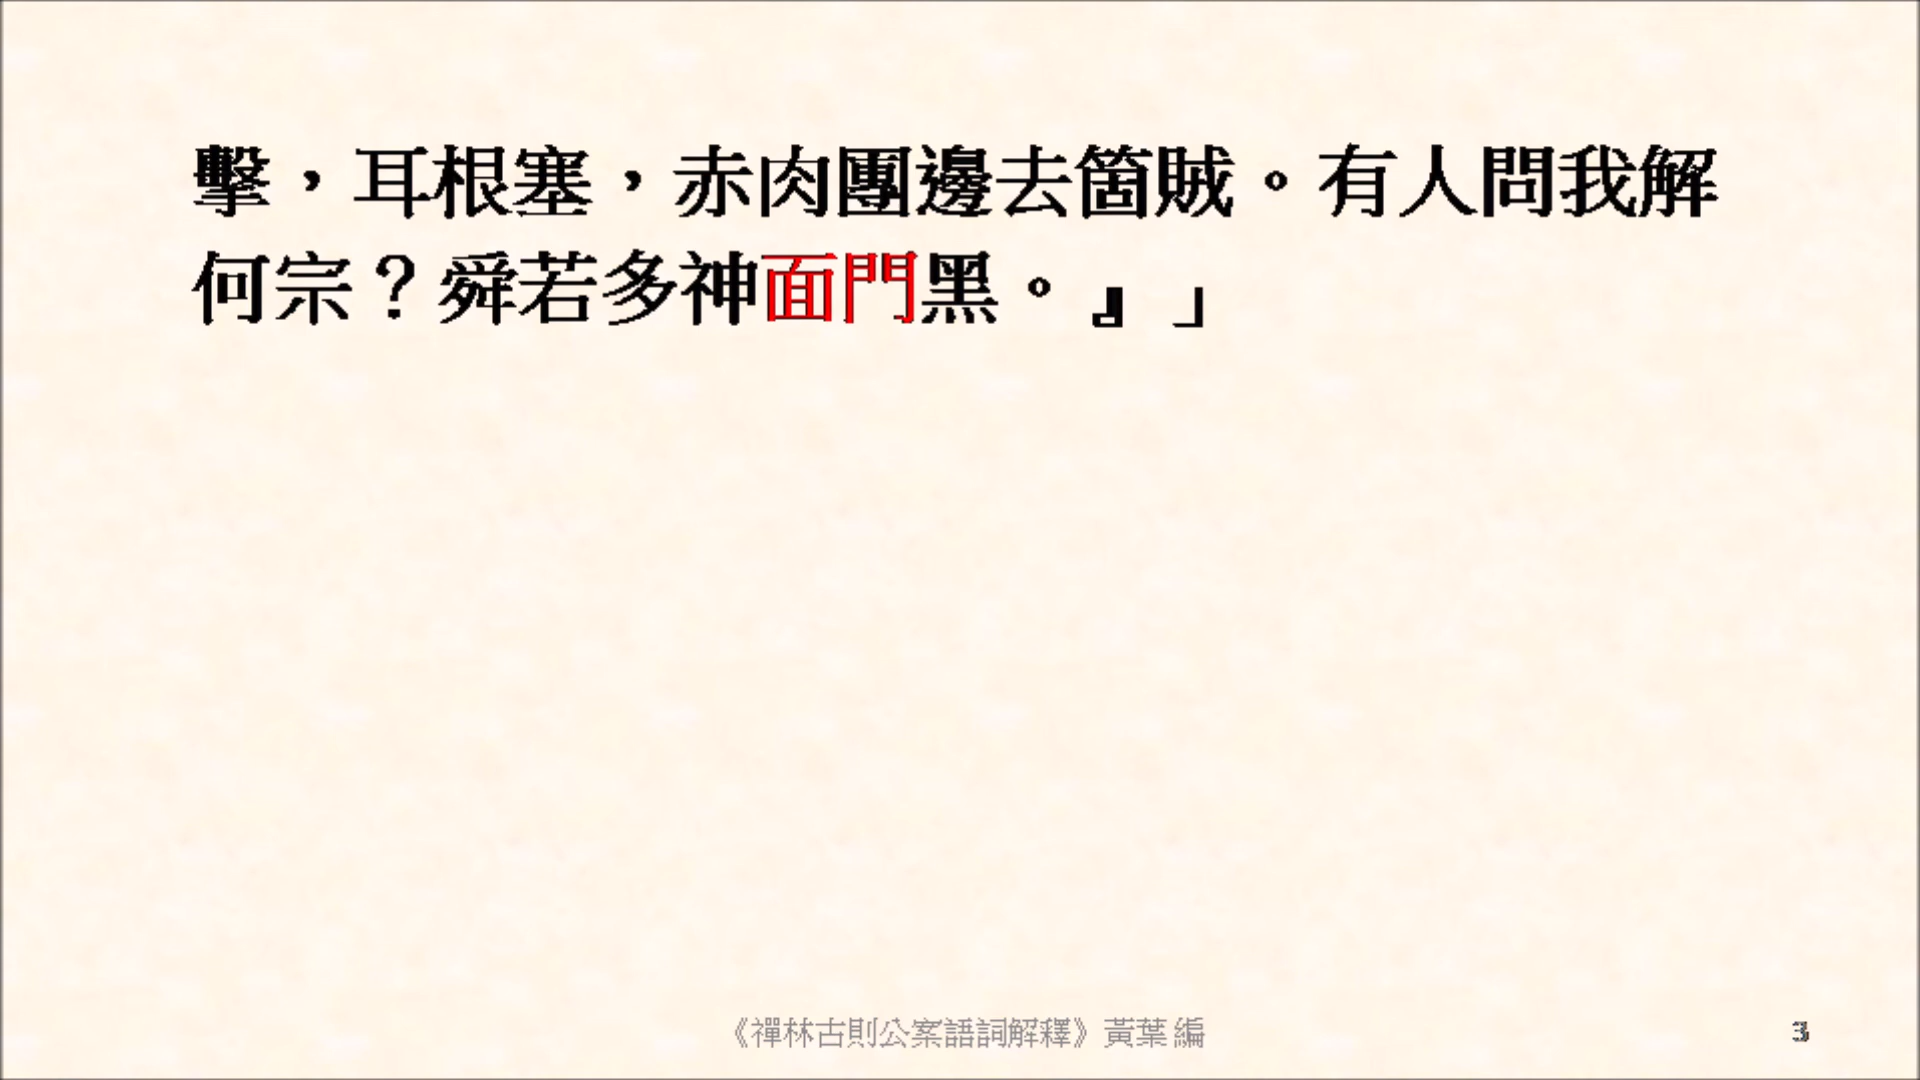 擊，耳根塞，赤肉團邊去箇賊。有人問我解
何宗？舜若多神面門黑。』」
《禪林古則公案語詞解釋》黃葉 編
3